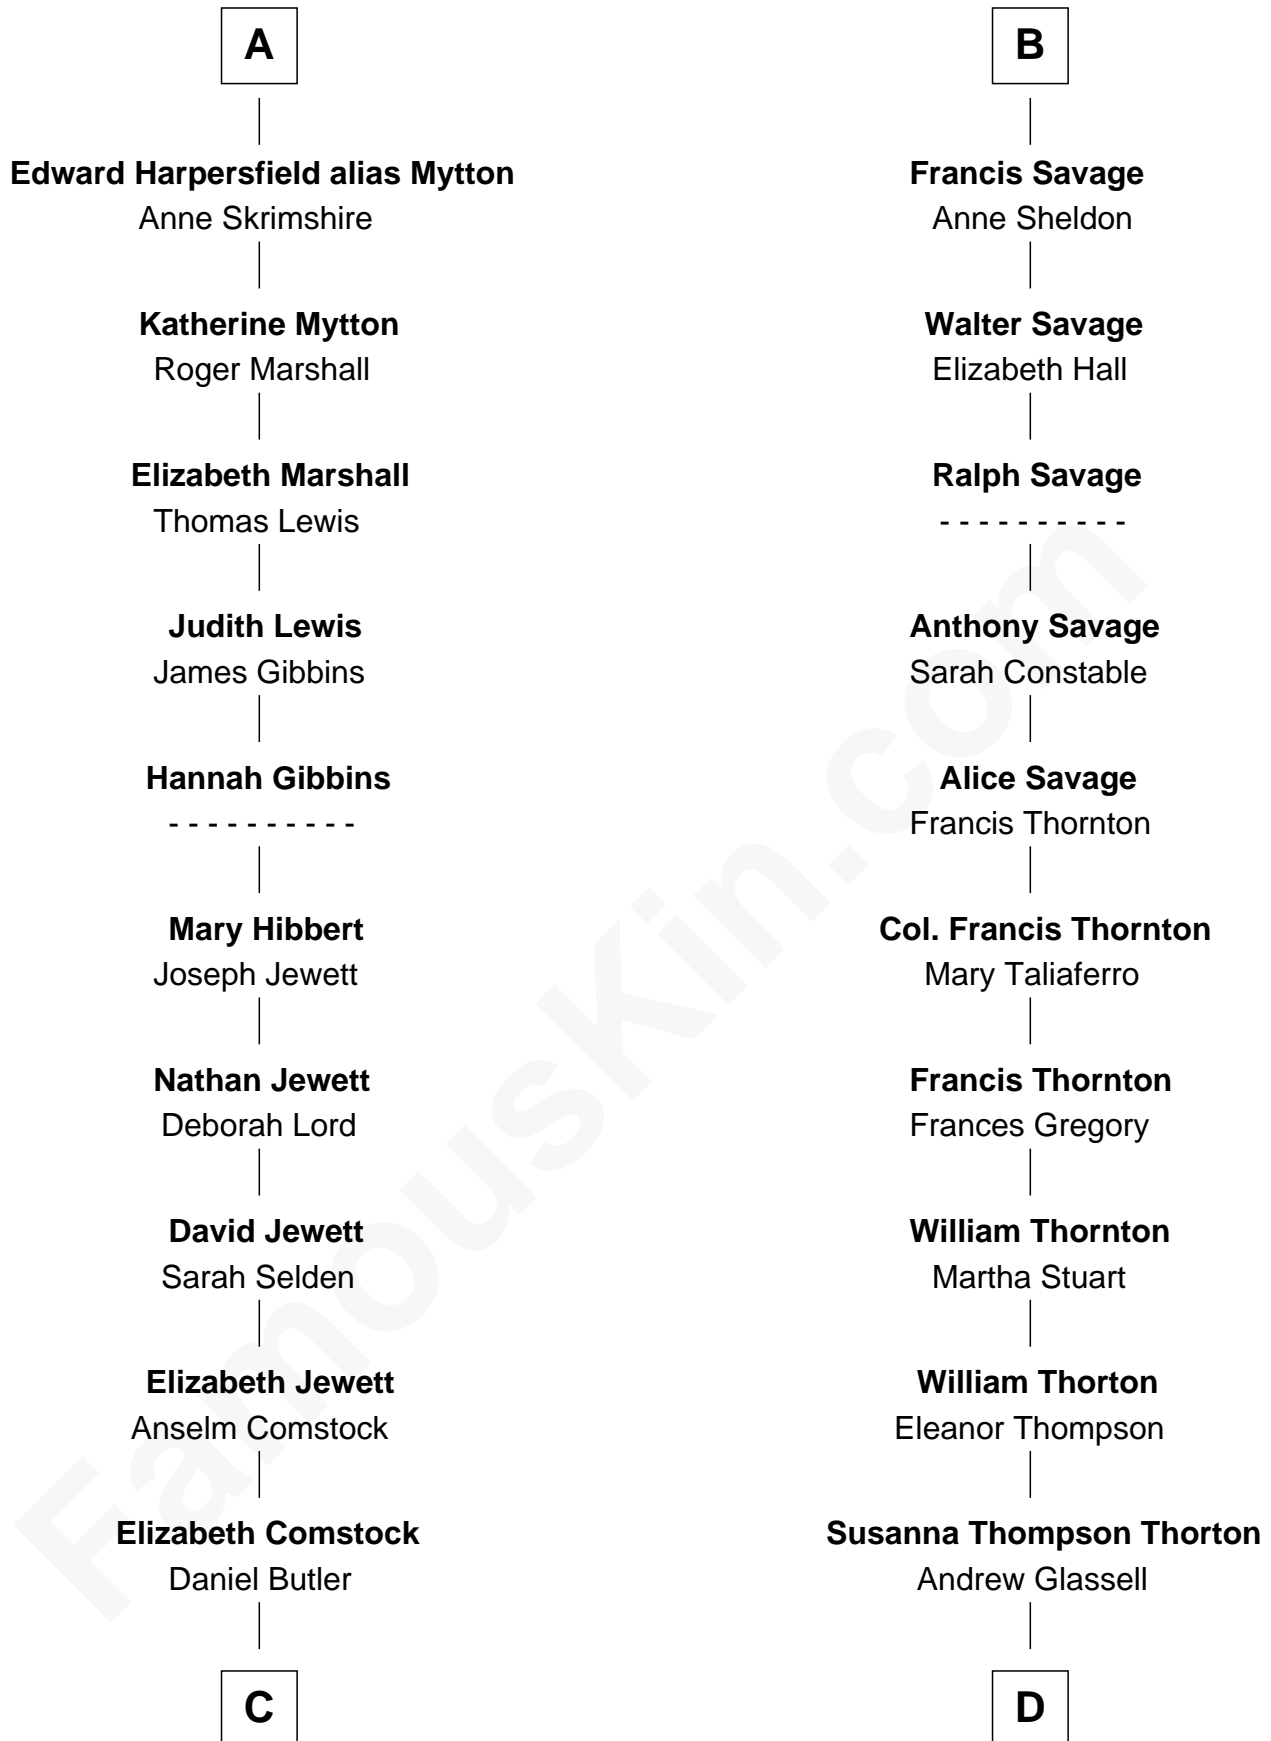 A
Edward Harpersfield alias Mytton
Anne Skrimshire
Katherine Mytton
Roger Marshall
Elizabeth Marshall
Thomas Lewis
Judith Lewis
James Gibbins
Hannah Gibbins
- - - - - - - - - -
Mary Hibbert
Joseph Jewett
Nathan Jewett
Deborah Lord
David Jewett
Sarah Selden
Elizabeth Jewett
Anselm Comstock
Elizabeth Comstock
Daniel Butler
C
B
Francis Savage
Anne Sheldon
Walter Savage
Elizabeth Hall
Ralph Savage
- - - - - - - - - -
Anthony Savage
Sarah Constable
Alice Savage
Francis Thornton
Col. Francis Thornton
Mary Taliaferro
Francis Thornton
Frances Gregory
William Thornton
Martha Stuart
William Thorton
Eleanor Thompson
Susanna Thompson Thorton
Andrew Glassell
D
FamousKin.com